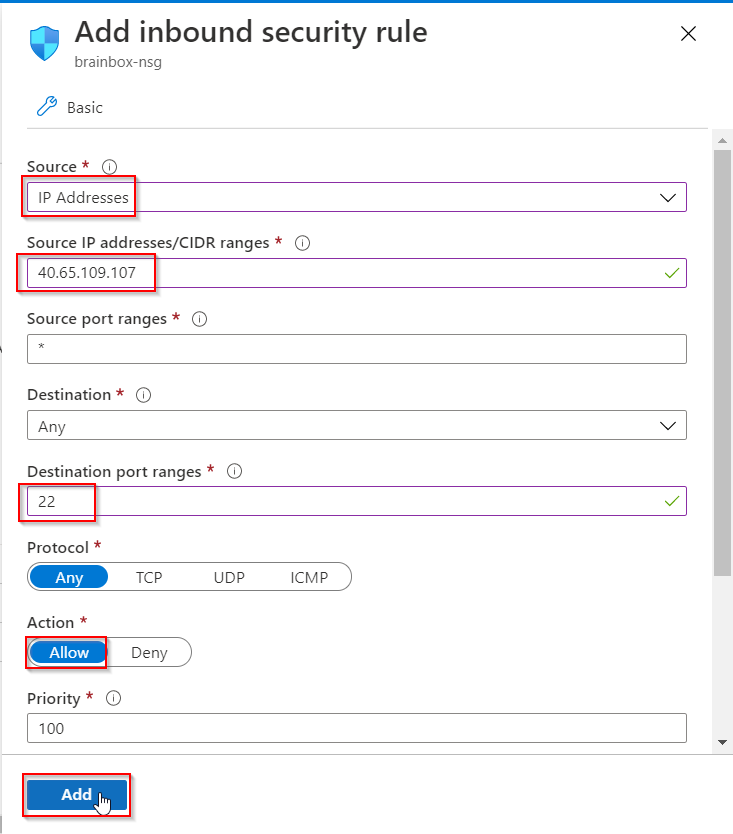 Add inbound security rule
brainbox-nsg
Basic
Source *
IP Addresses
Source IP addresses/CIDR ranges *
40.65.109.107
Source port ranges *
*
Destination *
Any
Destination port ranges *
22
Protocol *
Any TCP UDP ICMP
Action *
Allow Deny
Priority *
100
Add